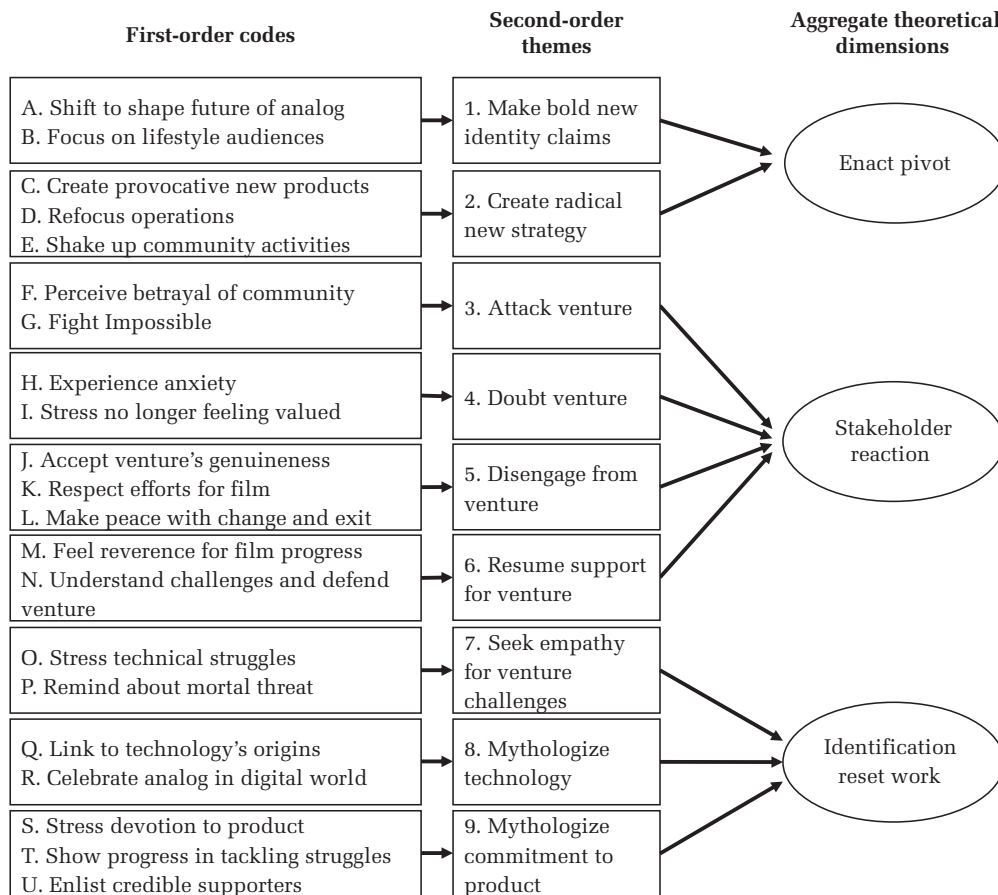 First-order codes
Second-order
themes
Aggregate theoretical
dimensions
A. Shift to shape future of analog
B. Focus on lifestyle audiences
1. Make bold new
identity claims
Enact pivot
C. Create provocative new products
D. Refocus operations
E. Shake up community activities
2. Create radical
new strategy
F. Perceive betrayal of community
G. Fight Impossible
3. Attack venture
H. Experience anxiety
I. Stress no longer feeling valued
4. Doubt venture
Stakeholder
reaction
J. Accept venture's genuineness
K. Respect efforts for film
L. Make peace with change and exit
5. Disengage from
venture
M. Feel reverence for film progress
N. Understand challenges and defend
venture
6. Resume support
for venture
O. Stress technical struggles
P. Remind about mortal threat
7. Seek empathy
for venture
challenges
Q. Link to technology's origins
R. Celebrate analog in digital world
8. Mythologize
technology
Identification
reset work
S. Stress devotion to product
T. Show progress in tackling struggles
U. Enlist credible supporters
9. Mythologize
commitment to
product